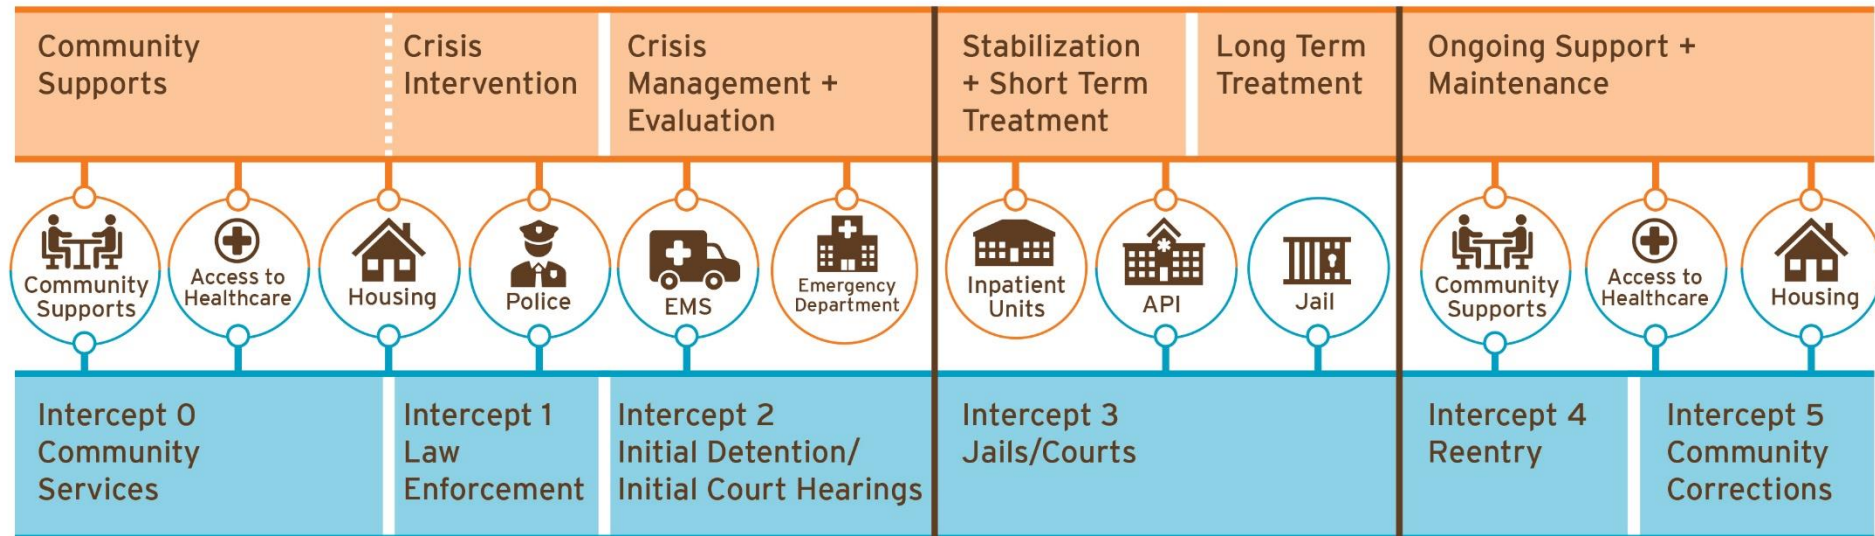 Community
Supports
Crisis
Intervention
Crisis
Management +
Evaluation
Stabilization
+ Short Term
Treatment
Long Term
Treatment
Ongoing Support +
Maintenance
Community
Supports
Access to
Healthcare
Housing
Police
EMS
Emergency
Department
Inpatient
Units
API
Jail
Community
Supports
Access to
Healthcare
Housing
Intercept 0
Community
Services
Intercept 1
Law
Enforcement
Intercept 2
Initial Detention/
Initial Court Hearings
Intercept 3
Jails/Courts
Intercept 4
Reentry
Intercept 5
Community
Corrections